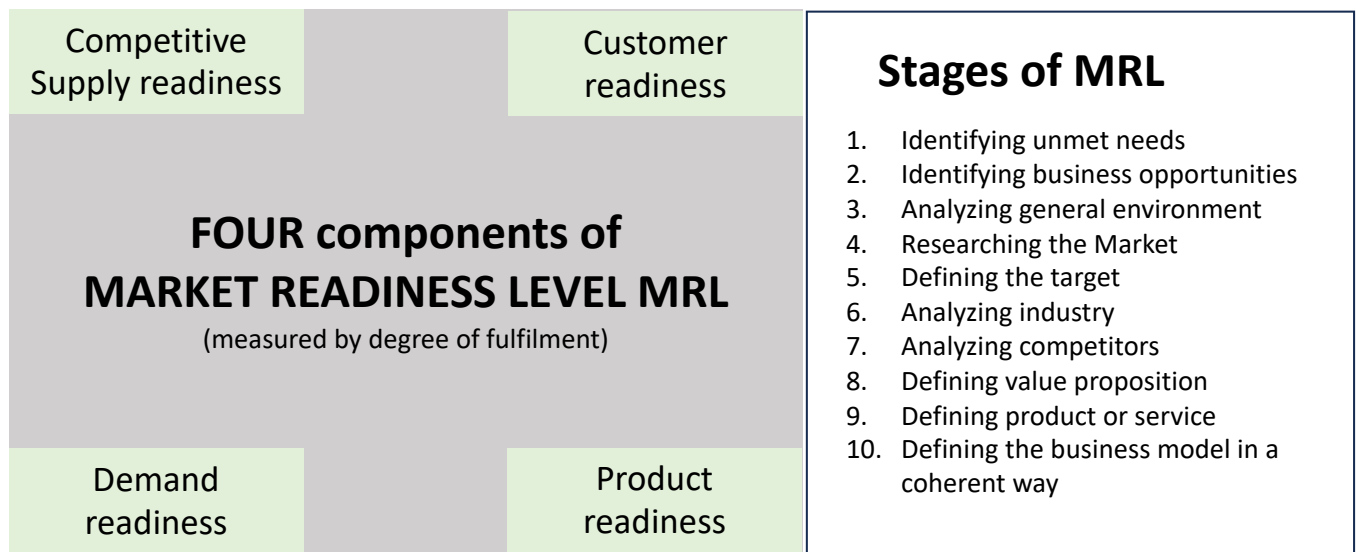 Competitive
Supply readiness
Customer
readiness
FOUR components of
MARKET READINESS LEVEL MRL
(measured by degree of fulfilment)
Demand
readiness
Product
readiness
Stages of MRL
1. Identifying unmet needs
2. Identifying business opportunities
3. Analyzing general environment
4. Researching the Market
5. Defining the target
6. Analyzing industry
7. Analyzing competitors
8. Defining value proposition
9. Defining product or service
10. Defining the business model in a
coherent way